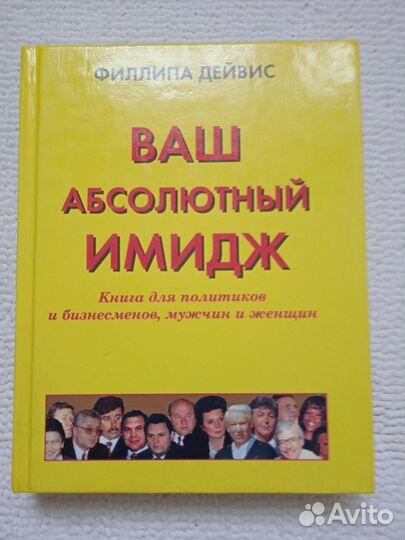 ФИЛЛИПА ДЕЙВИС
ВАШ
АБСОЛЮТНЫЙ
ИМИДЖ
Книга для политиков
и бизнесменов, мужчин и женщин
Avito